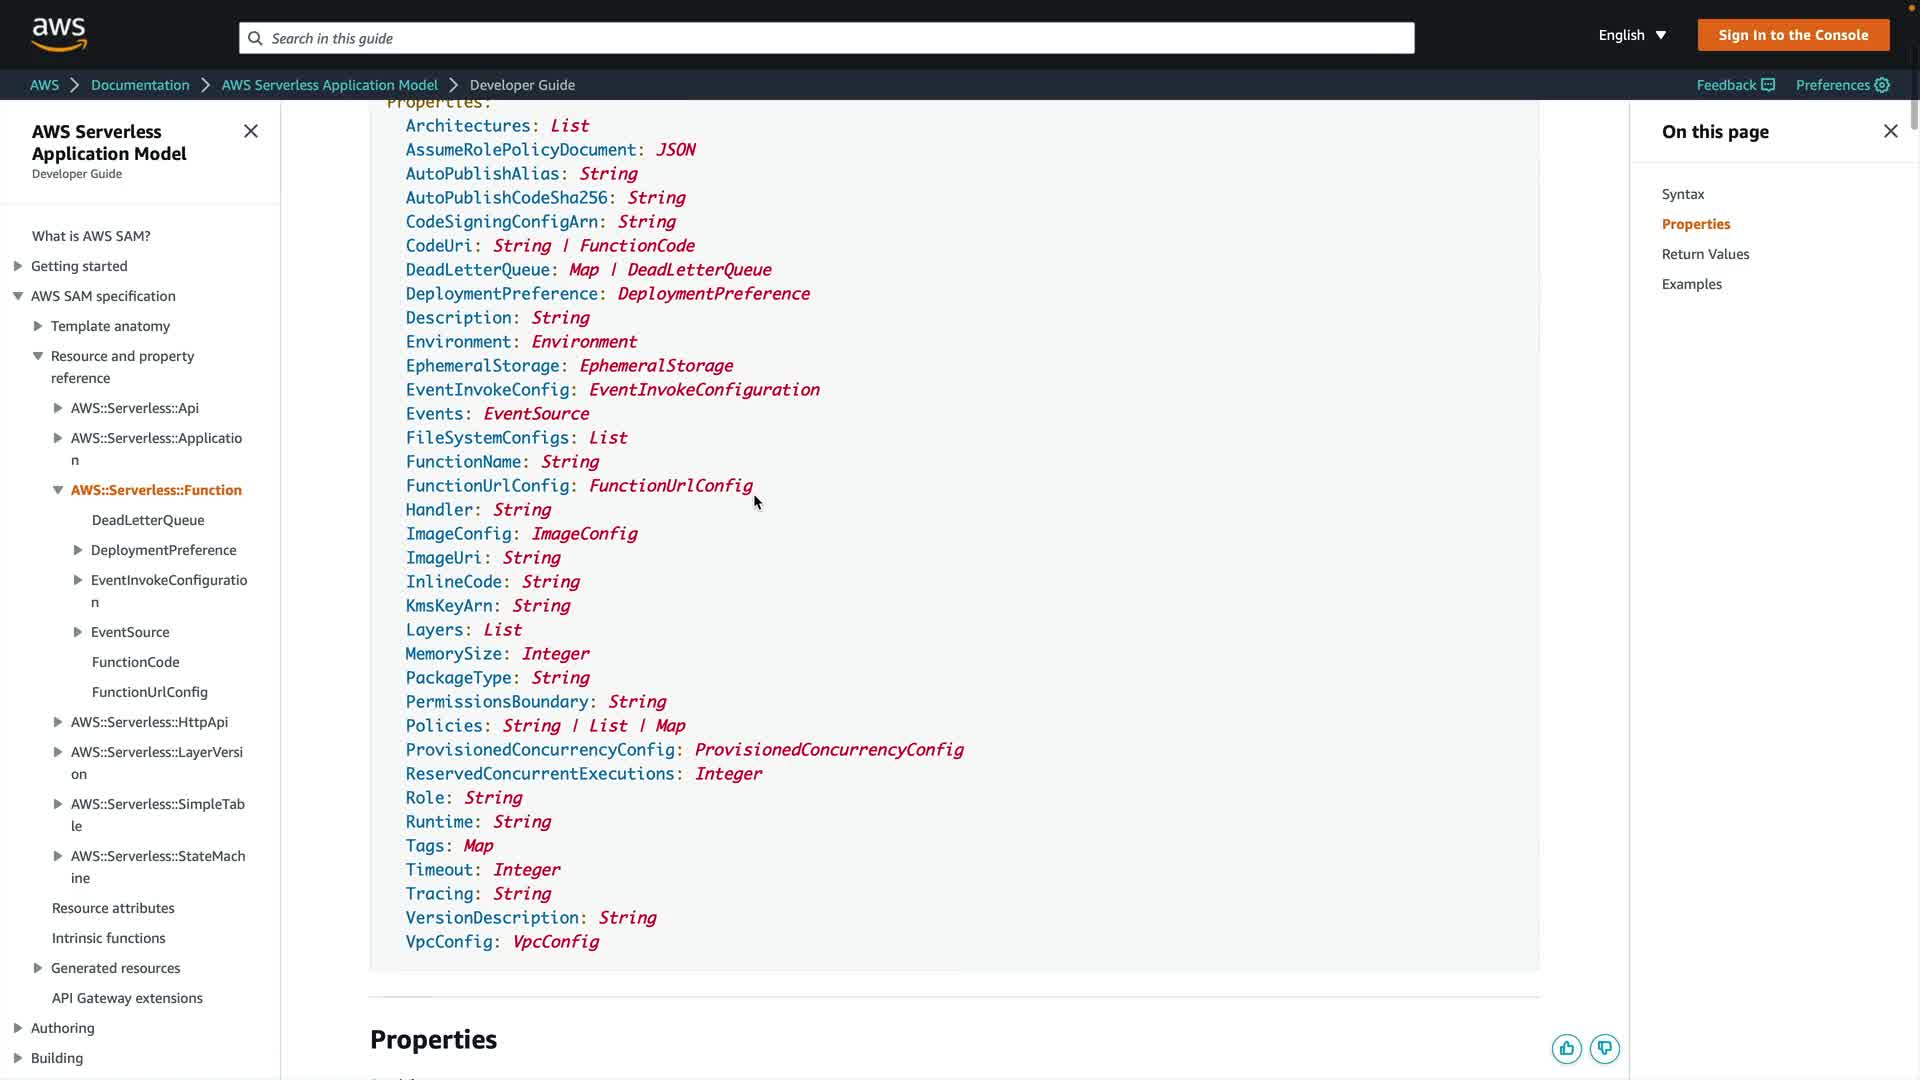 aws
Search in this guide
English
Sign In to the Console
AWS
Documentation
AWS Serverless Application Model
Developer Guide
Feedback
Preferences
AWS Serverless
Application Model
Developer Guide
What is AWS SAM?
Getting started
AWS SAM specification
Template anatomy
Resource and property
reference
AWS::Serverless::Api
AWS::Serverless::Applicatio
n
AWS::Serverless::Function
DeadLetterQueue
DeploymentPreference
EventInvokeConfiguratio
n
EventSource
FunctionCode
FunctionUrlConfig
AWS::Serverless::HttpApi
AWS::Serverless::LayerVersi
on
AWS::Serverless::SimpleTab
le
AWS::Serverless::StateMach
ine
Resource attributes
Intrinsic functions
Generated resources
API Gateway extensions
Authoring
Building
Properties:
Architectures: List
AssumeRolePolicyDocument: JSON
AutoPublishAlias: String
AutoPublishCodeSha256: String
CodeSigningConfigArn: String
CodeUri: String | FunctionCode
DeadLetterQueue: Map | DeadLetterQueue
DeploymentPreference: DeploymentPreference
Description: String
Environment: Environment
EphemeralStorage: EphemeralStorage
EventInvokeConfig: EventInvokeConfiguration
Events: EventSource
FileSystemConfigs: List
FunctionName: String
FunctionUrlConfig: FunctionUrlConfig
Handler: String
ImageConfig: ImageConfig
ImageUri: String
InlineCode: String
KmsKeyArn: String
Layers: List
MemorySize: Integer
PackageType: String
PermissionsBoundary: String
Policies: String | List | Map
ProvisionedConcurrencyConfig: ProvisionedConcurrencyConfig
ReservedConcurrentExecutions: Integer
Role: String
Runtime: String
Tags: Map
Timeout: Integer
Tracing: String
VersionDescription: String
VpcConfig: VpcConfig
Properties
On this page
Syntax
Properties
Return Values
Examples